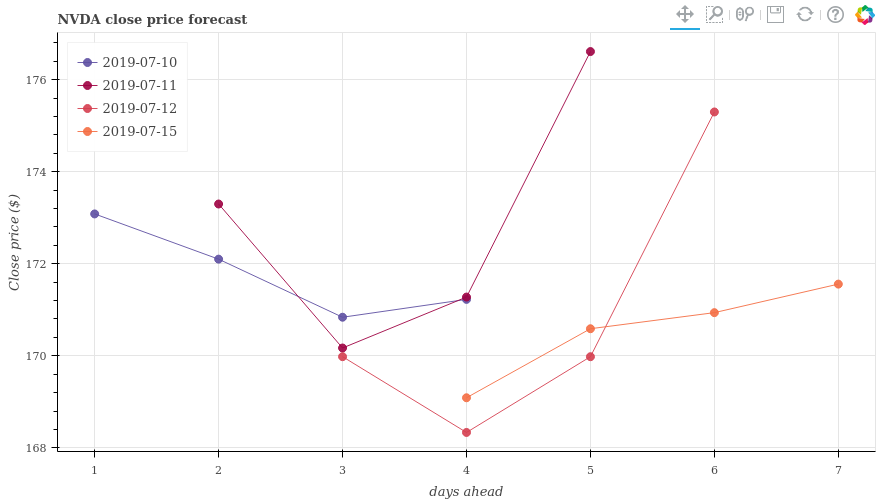 NVDA close price forecast
2019-07-10
2019-07-11
2019-07-12
2019-07-15
Close price ($)
176
174
172
170
168
1 2 3 4 5 6 7
days ahead